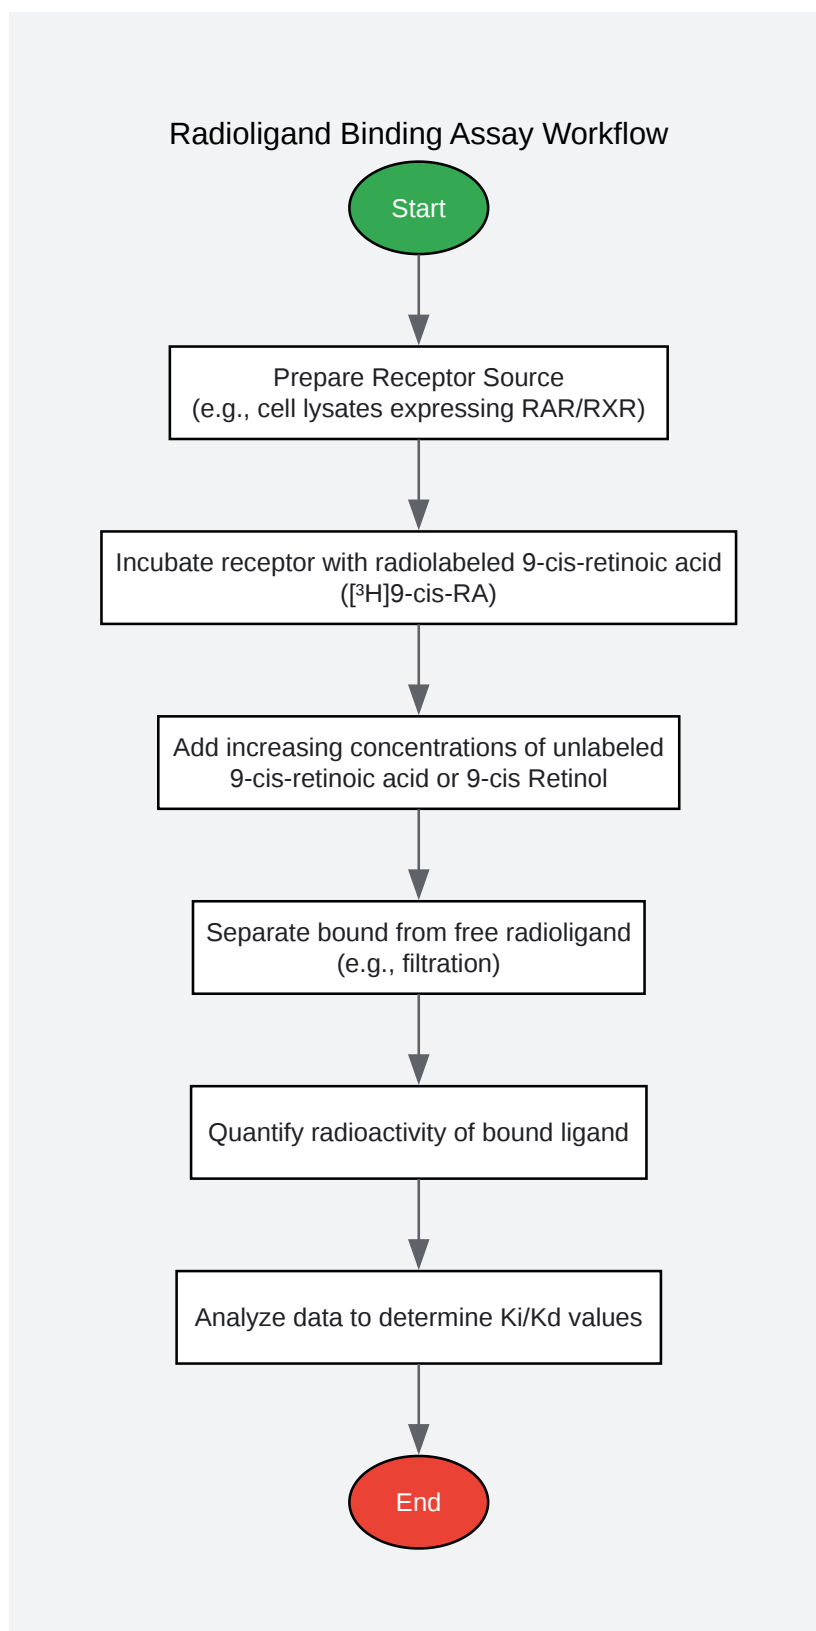 Radioligand Binding Assay Workflow
Start
Prepare Receptor Source
(e.g., cell lysates expressing RAR/RXR)
Incubate receptor with radiolabeled 9-cis-retinoic acid
([³H]9-cis-RA)
Add increasing concentrations of unlabeled
9-cis-retinoic acid or 9-cis Retinol
Separate bound from free radioligand
(e.g., filtration)
Quantify radioactivity of bound ligand
Analyze data to determine Ki/Kd values
End